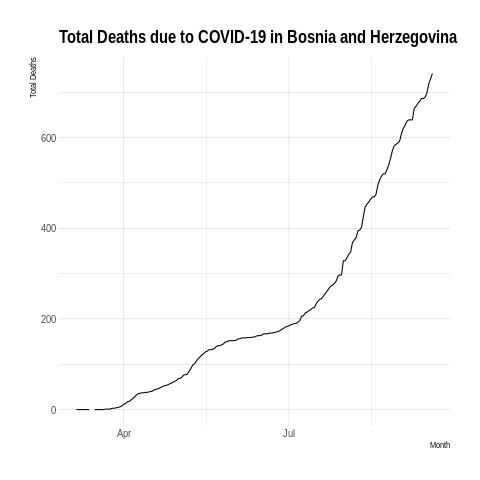 Total Deaths due to COVID-19 in Bosnia and Herzegovina
Total Deaths
600
400
200
0
Apr
Jul
Month